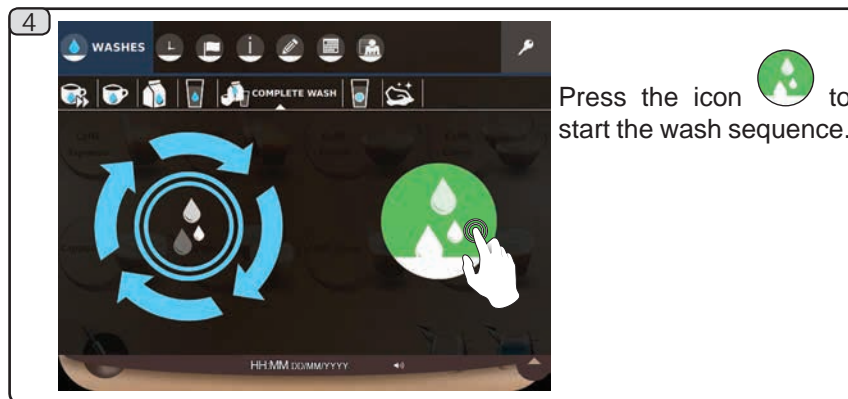 4
WASHES
COMPLETE WASH
Press the icon to
start the wash sequence.
HH:MM DD/MM/YYYY